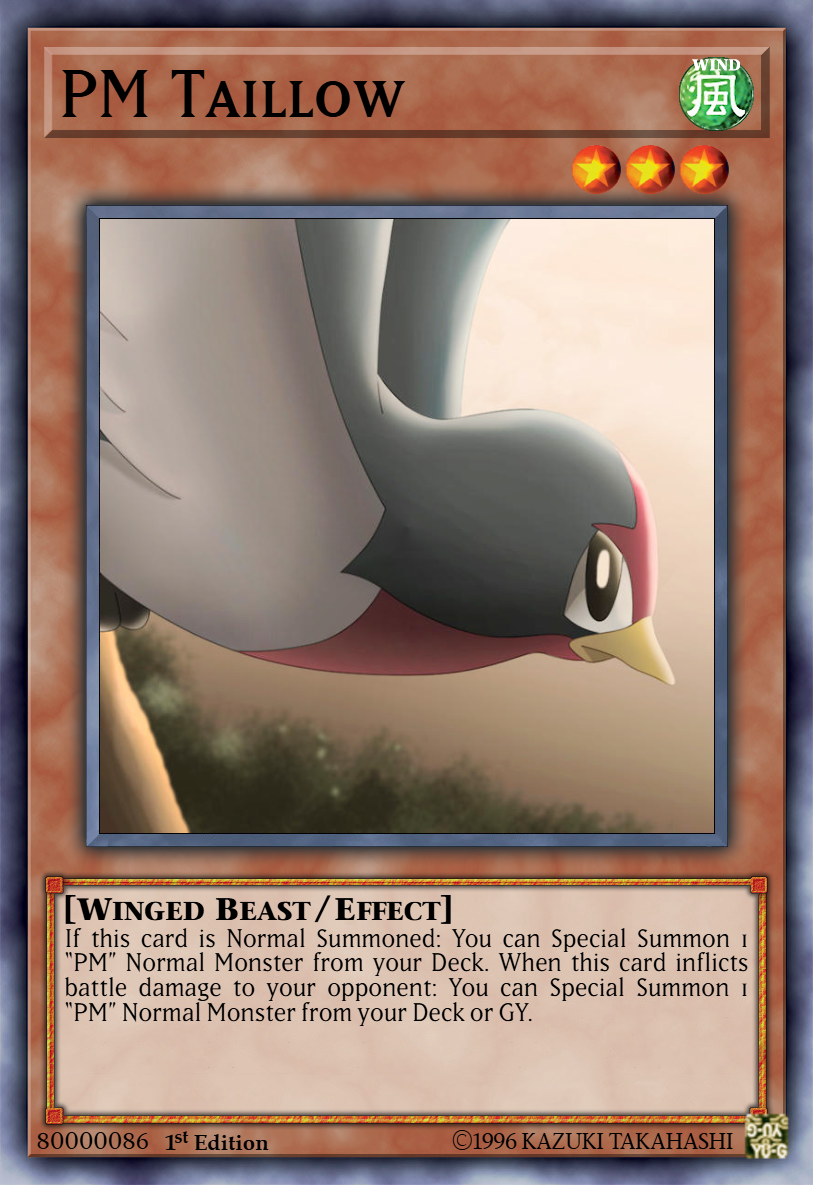 PM Taillow
WIND
風
[Winged Beast/Effect]
If this card is Normal Summoned: You can Special Summon 1
"PM" Normal Monster from your Deck. When this card inflicts
battle damage to your opponent: You can Special Summon 1
"PM" Normal Monster from your Deck or GY.
80000086 1st Edition
©1996 KAZUKI TAKAHASHI